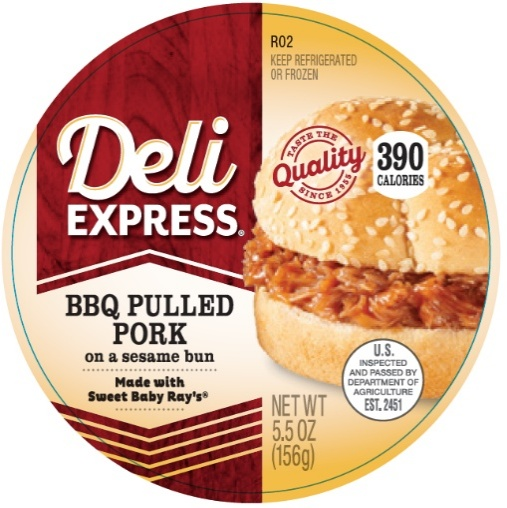 R02
KEEP REFRIGERATED
OR FROZEN
Deli
EXPRESS®
TASTE THE
Quality
SINCE 1955
390
CALORIES
BBQ PULLED
PORK
on a sesame bun
Made with
Sweet Baby Ray's®
U.S.
INSPECTED
AND PASSED BY
DEPARTMENT OF
AGRICULTURE
EST. 2451
NET WT
5.5 OZ
(156g)